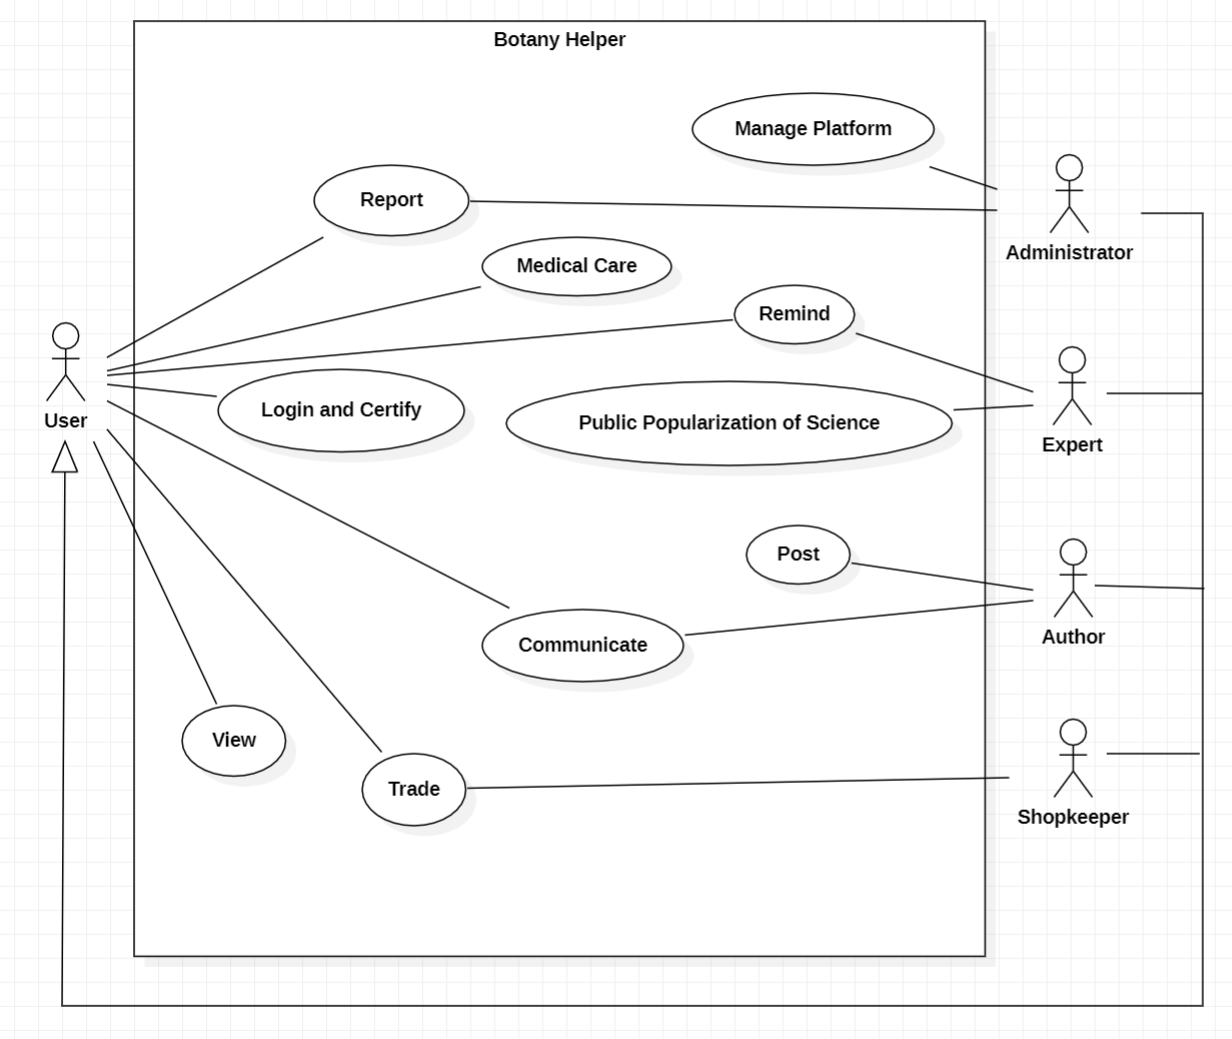 Botany Helper
Manage Platform
Report
Administrator
Medical Care
Remind
User
Login and Certify
Public Popularization of Science
Expert
Post
Author
Communicate
View
Trade
Shopkeeper